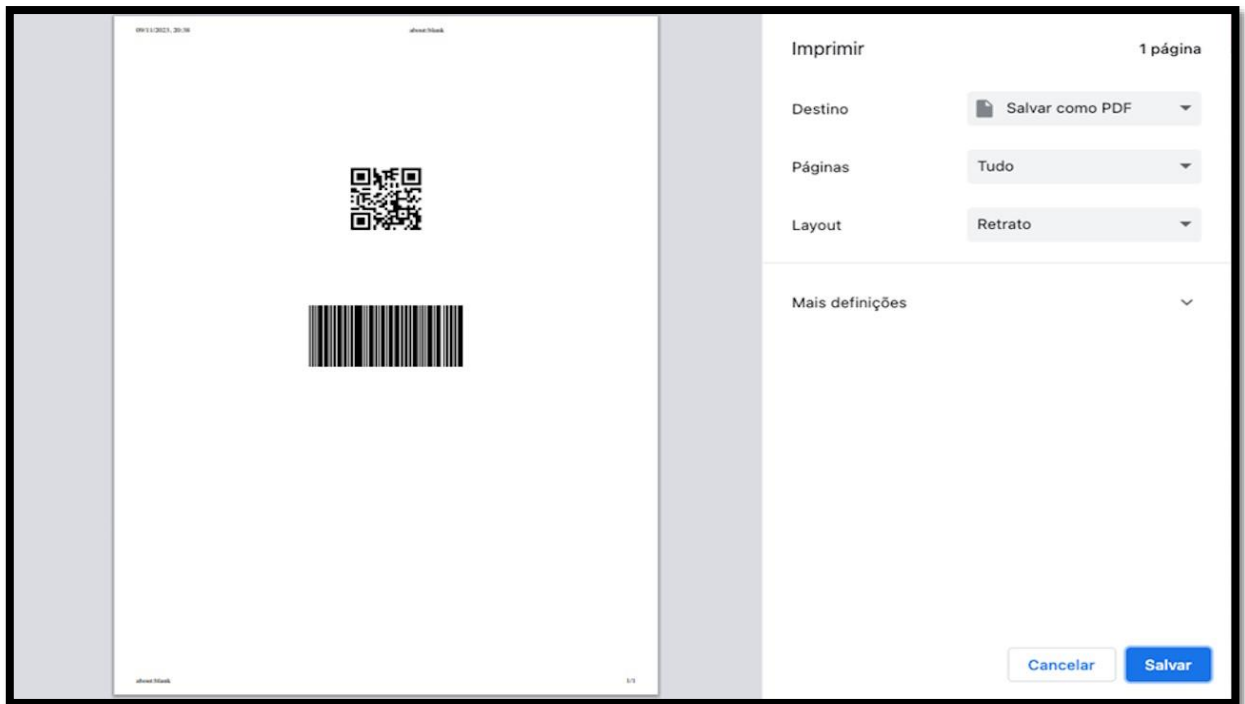 09/11/2023, 20:38
about:blank
Imprimir
1 página
Destino
Salvar como PDF
Páginas
Tudo
Layout
Retrato
Mais definições
Cancelar
Salvar
about:blank
1/1